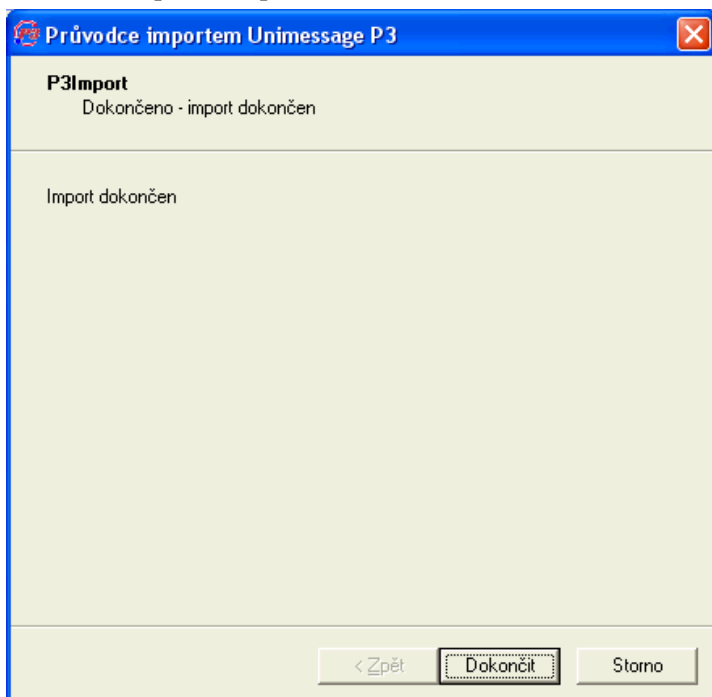 Průvodce importem Unimessage P3
P3Import
Dokončeno - import dokončen
Import dokončen
< Zpět Dokončit Storno